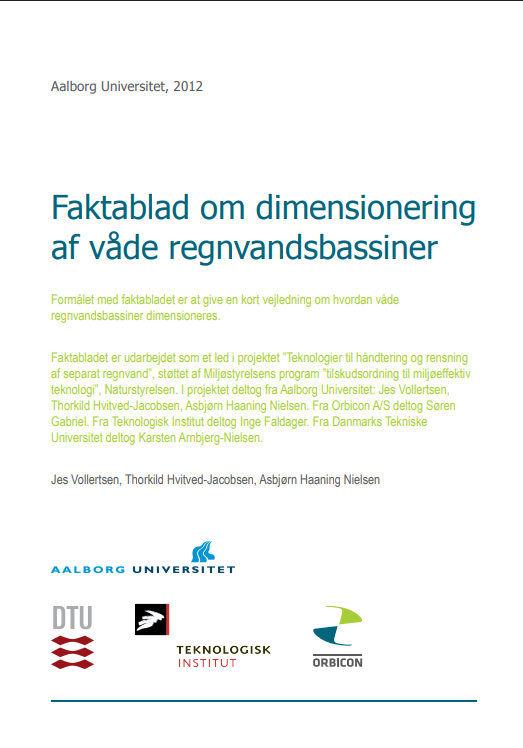 Aalborg Universitet, 2012
Faktablad om dimensionering
af våde regnvandsbassiner
Formålet med faktabladet er at give en kort vejledning om hvordan våde
regnvandsbassiner dimensioneres.
Faktabladet er udarbejdet som et led i projektet "Teknologier til håndtering og rensning
af separat regnvand", støttet af Miljøstyrelsens program "tilskudsordning til miljøeffektiv
teknologi", Naturstyrelsen. I projektet deltog fra Aalborg Universitet: Jes Vollertsen,
Thorkild Hvitved-Jacobsen, Asbjørn Haaning Nielsen. Fra Orbicon A/S deltog Søren
Gabriel. Fra Teknologisk Institut deltog Inge Faldager. Fra Danmarks Tekniske
Universitet deltog Karsten Arnbjerg-Nielsen.
Jes Vollertsen, Thorkild Hvitved-Jacobsen, Asbjørn Haaning Nielsen
AALBORG UNIVERSITET
DTU
TEKNOLOGISK
INSTITUT
ORBICON